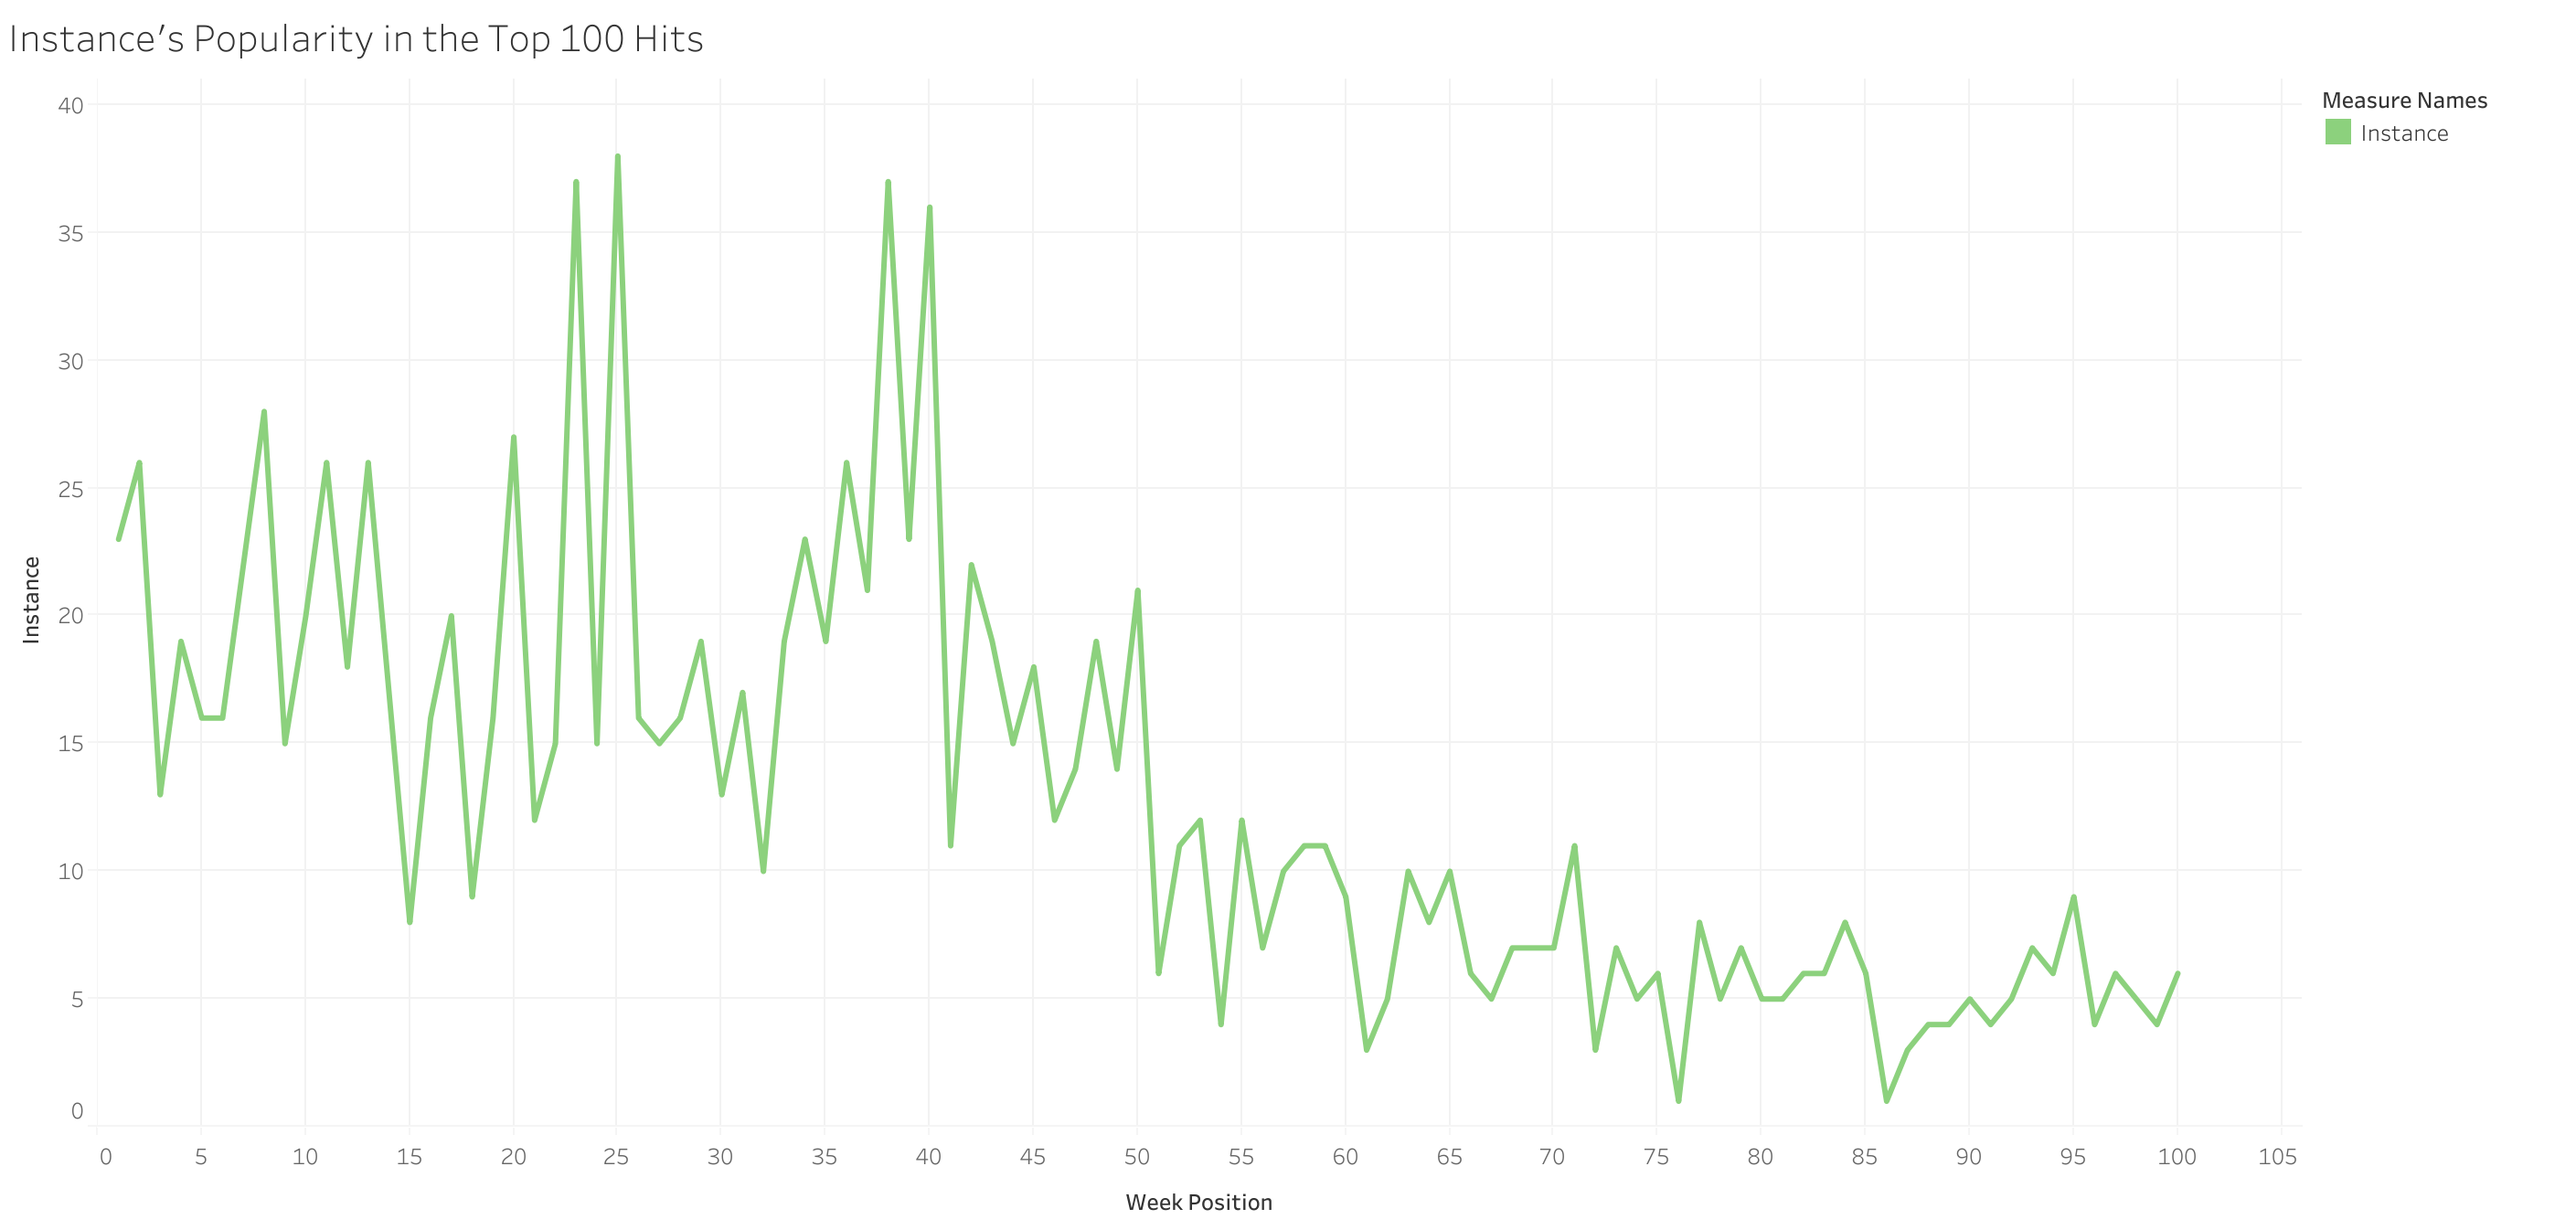 Instance's Popularity in the Top 100 Hits
Measure Names
Instance
Instance
40
35
30
25
20
15
10
5
0
0 5 10 15 20 25 30 35 40 45 50 55 60 65 70 75 80 85 90 95 100 105
Week Position